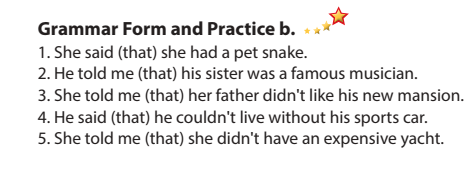 Grammar Form and Practice b.
1. She said (that) she had a pet snake.
2. He told me (that) his sister was a famous musician.
3. She told me (that) her father didn't like his new mansion.
4. He said (that) he couldn't live without his sports car.
5. She told me (that) she didn't have an expensive yacht.